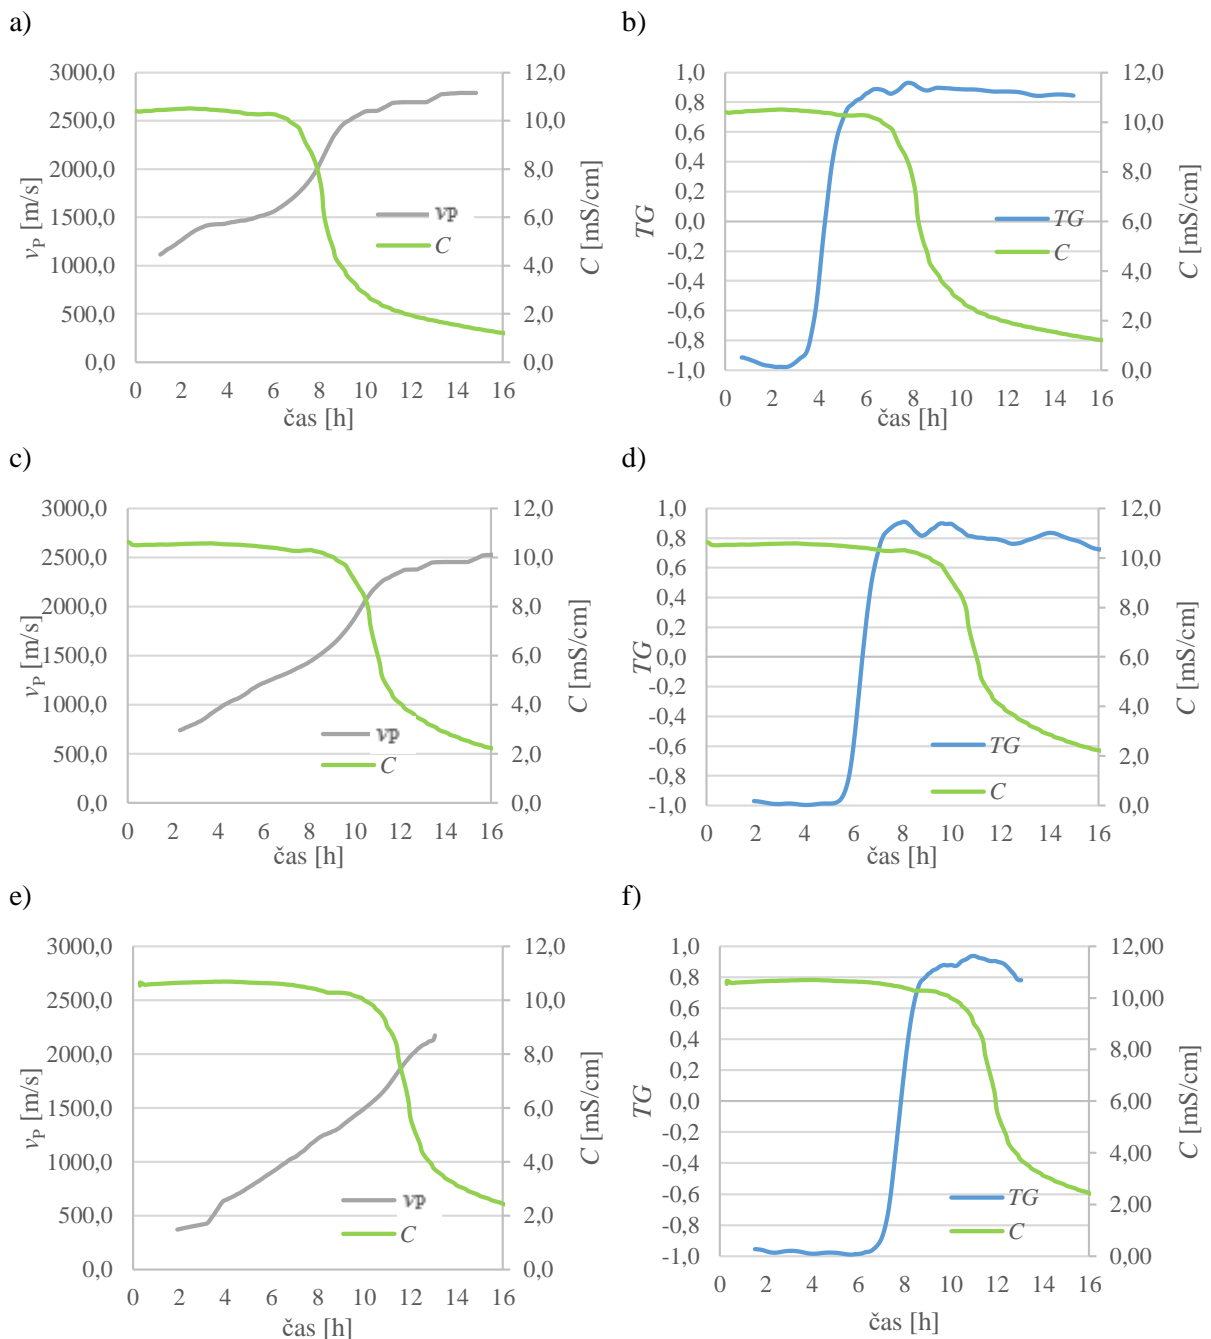 a)
b)
3000,0
2500,0
2000,0
1500,0
1000,0
500,0
0,0
v_P [m/s]
12,0
10,0
8,0
6,0
4,0
2,0
0,0
C [mS/cm]
vP
C
0 2 4 6 8 10 12 14 16
čas [h]
1,0
0,8
0,6
0,4
0,2
0,0
-0,2
-0,4
-0,6
-0,8
-1,0
TG
12,0
10,0
8,0
6,0
4,0
2,0
0,0
C [mS/cm]
TG
C
0 2 4 6 8 10 12 14 16
čas [h]
c)
d)
3000,0
2500,0
2000,0
1500,0
1000,0
500,0
0,0
v_P [m/s]
12,0
10,0
8,0
6,0
4,0
2,0
0,0
C [mS/cm]
vP
C
0 2 4 6 8 10 12 14 16
čas [h]
1,0
0,8
0,6
0,4
0,2
0,0
-0,2
-0,4
-0,6
-0,8
-1,0
TG
12,0
10,0
8,0
6,0
4,0
2,0
0,0
C [mS/cm]
TG
C
0 2 4 6 8 10 12 14 16
čas [h]
e)
f)
3000,0
2500,0
2000,0
1500,0
1000,0
500,0
0,0
v_P [m/s]
12,0
10,0
8,0
6,0
4,0
2,0
0,0
C [mS/cm]
vP
C
0 2 4 6 8 10 12 14 16
čas [h]
1,0
0,8
0,6
0,4
0,2
0,0
-0,2
-0,4
-0,6
-0,8
-1,0
TG
12,00
10,00
8,00
6,00
4,00
2,00
0,00
C [mS/cm]
TG
C
0 2 4 6 8 10 12 14 16
čas [h]